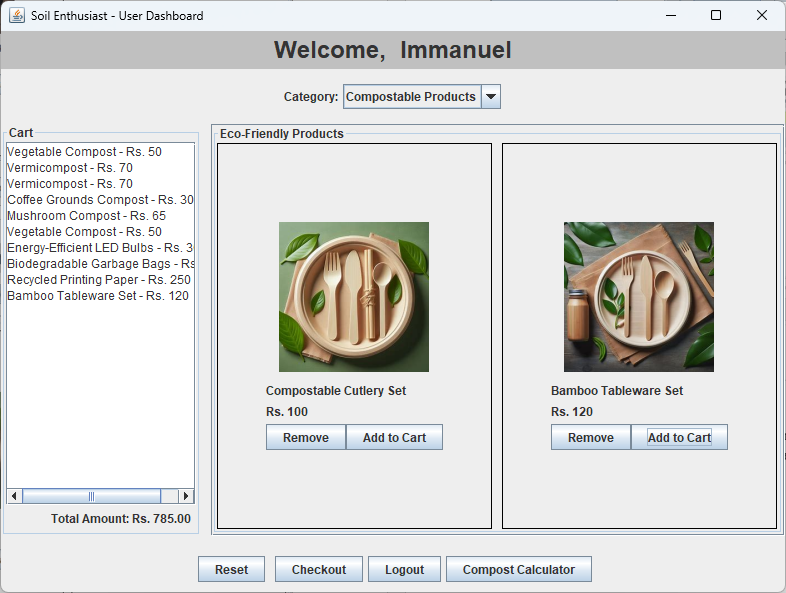 Soil Enthusiast - User Dashboard
Welcome, Immanuel
Category: Compostable Products
Cart
Vegetable Compost - Rs. 50
Vermicompost - Rs. 70
Vermicompost - Rs. 70
Coffee Grounds Compost - Rs. 30
Mushroom Compost - Rs. 65
Vegetable Compost - Rs. 50
Energy-Efficient LED Bulbs - Rs.
Biodegradable Garbage Bags -
Recycled Printing Paper - Rs. 250
Bamboo Tableware Set - Rs. 120
Total Amount: Rs. 785.00
Eco-Friendly Products
Compostable Cutlery Set
Rs. 100
Remove Add to Cart
Bamboo Tableware Set
Rs. 120
Remove Add to Cart
Reset Checkout Logout Compost Calculator